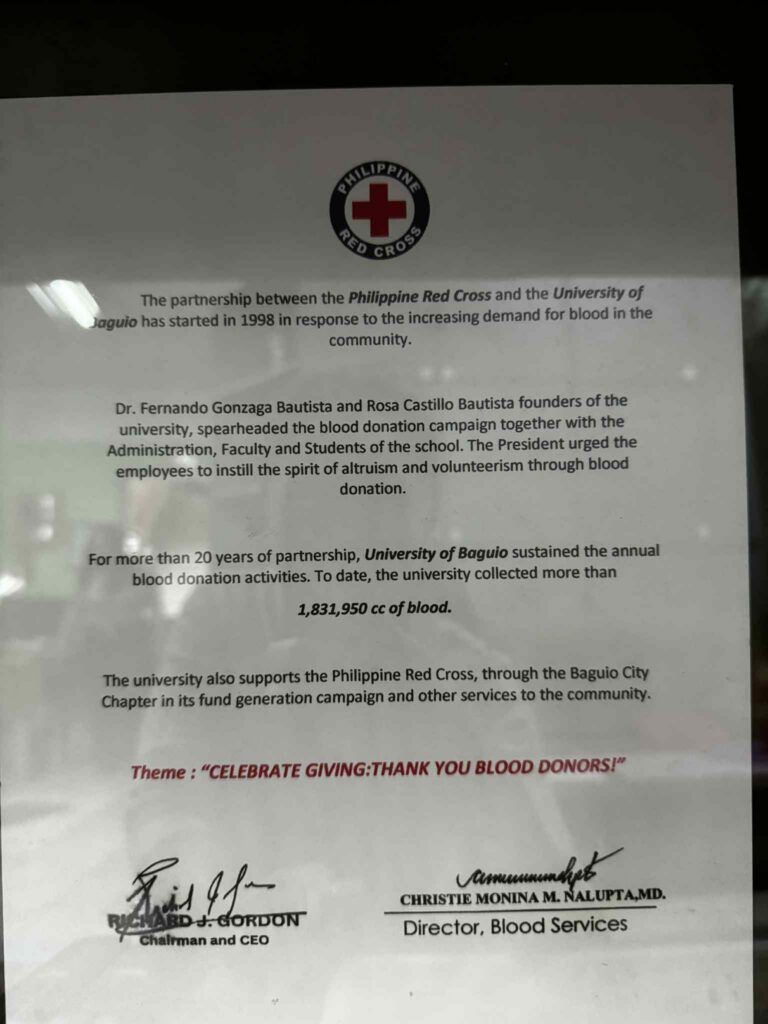 PHILIPPINE
RED CROSS
The partnership between the Philippine Red Cross and the University of
Baguio has started in 1998 in response to the increasing demand for blood in the
community.
Dr. Fernando Gonzaga Bautista and Rosa Castillo Bautista founders of the
university, spearheaded the blood donation campaign together with the
Administration, Faculty and Students of the school. The President urged the
employees to instill the spirit of altruism and volunteerism through blood
donation.
For more than 20 years of partnership, University of Baguio sustained the annual
blood donation activities. To date, the university collected more than
1,831,950 cc of blood.
The university also supports the Philippine Red Cross, through the Baguio City
Chapter in its fund generation campaign and other services to the community.
Theme : “CELEBRATE GIVING:THANK YOU BLOOD DONORS!”
RICHARD J. GORDON
Chairman and CEO
CHRISTIE MONINA M. NALUPTA,MD.
Director, Blood Services